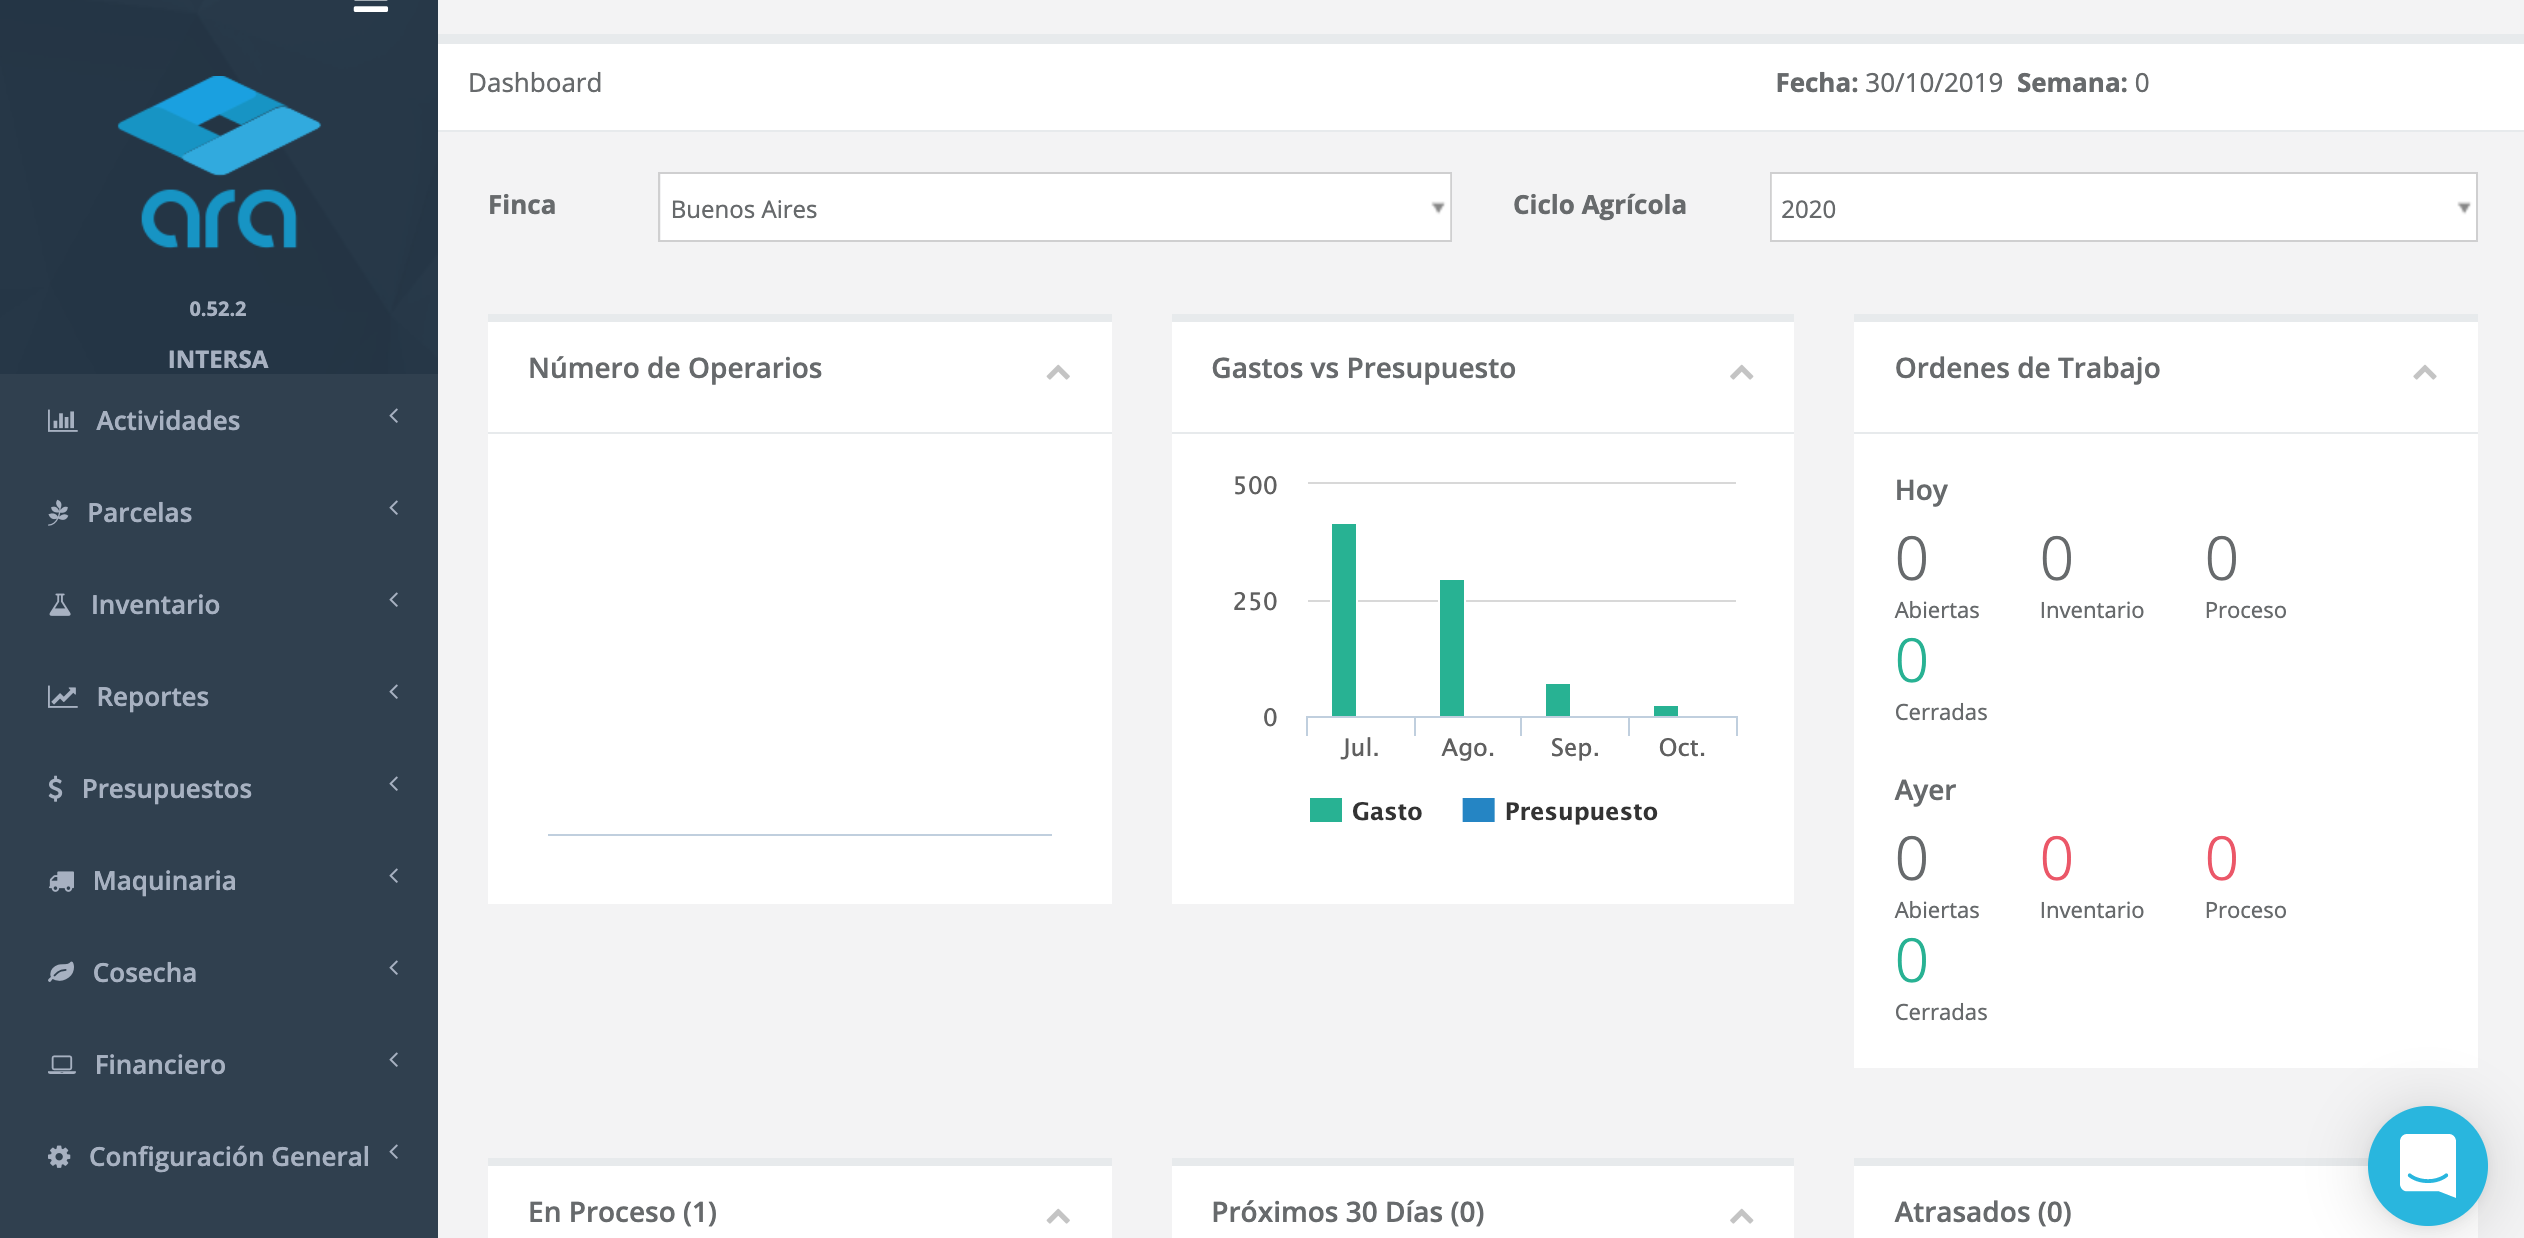 ara
0.52.2
INTERSA
Actividades
Parcelas
Inventario
Reportes
Presupuestos
Maquinaria
Cosecha
Financiero
Configuración General
Dashboard
Fecha: 30/10/2019 Semana: 0
Finca
Buenos Aires
Ciclo Agrícola
2020
Número de Operarios
Gastos vs Presupuesto
500
250
0
Jul. Ago. Sep. Oct.
Gasto Presupuesto
Ordenes de Trabajo
Hoy
0 0 0
Abiertas Inventario Proceso
0
Cerradas
Ayer
0 0 0
Abiertas Inventario Proceso
0
Cerradas
En Proceso (1)
Próximos 30 Días (0)
Atrasados (0)